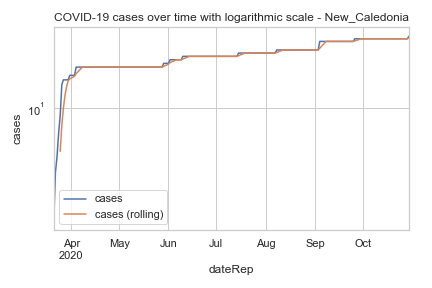 COVID-19 cases over time with logarithmic scale - New_Caledonia
cases
10¹
cases
cases (rolling)
Apr May Jun Jul Aug Sep Oct
2020
dateRep